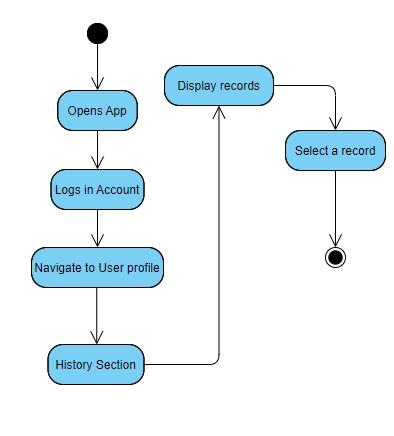 Opens App
Logs in Account
Navigate to User profile
History Section
Display records
Select a record